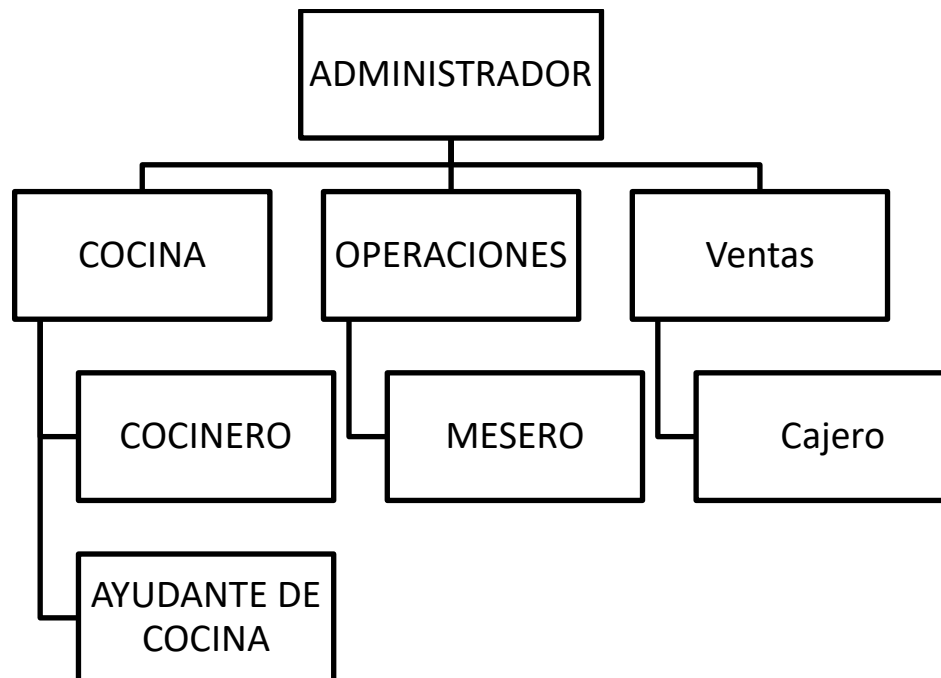 ADMINISTRADOR
COCINA
OPERACIONES
Ventas
COCINERO
MESERO
Cajero
AYUDANTE DE
COCINA